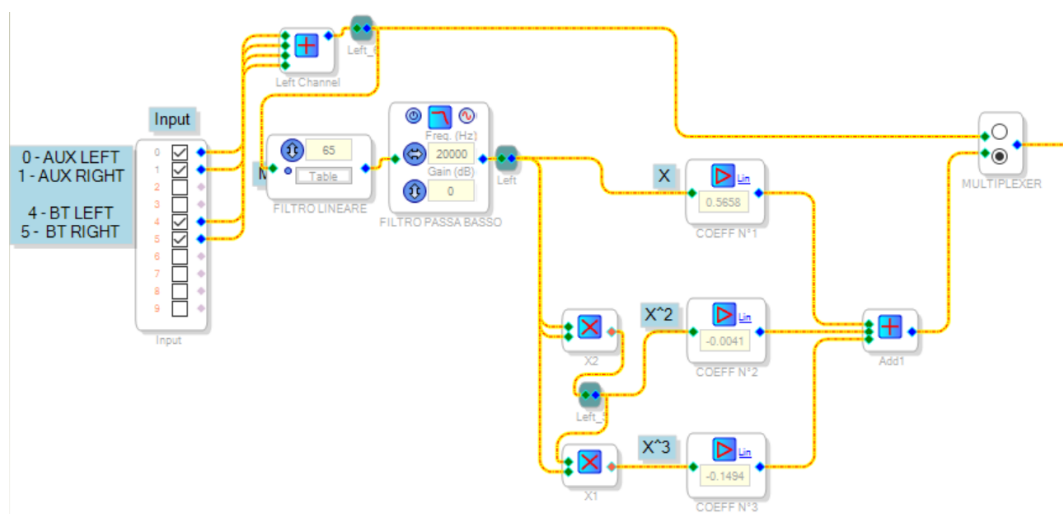 Left_6
Left Channel
Input
0 - AUX LEFT
1 - AUX RIGHT
4 - BT LEFT
5 - BT RIGHT
0
1
2
3
4
5
6
7
8
9
Input
65
Table
FILTRO LINEARE
Freq. (Hz)
20000
Gain (dB)
0
FILTRO PASSA BASSO
Left
X
Lin
0.5658
COEFF N°1
MULTIPLEXER
X2
X^2
Lin
-0.0041
COEFF N°2
Add1
X1
X^3
Lin
-0.1494
COEFF N°3